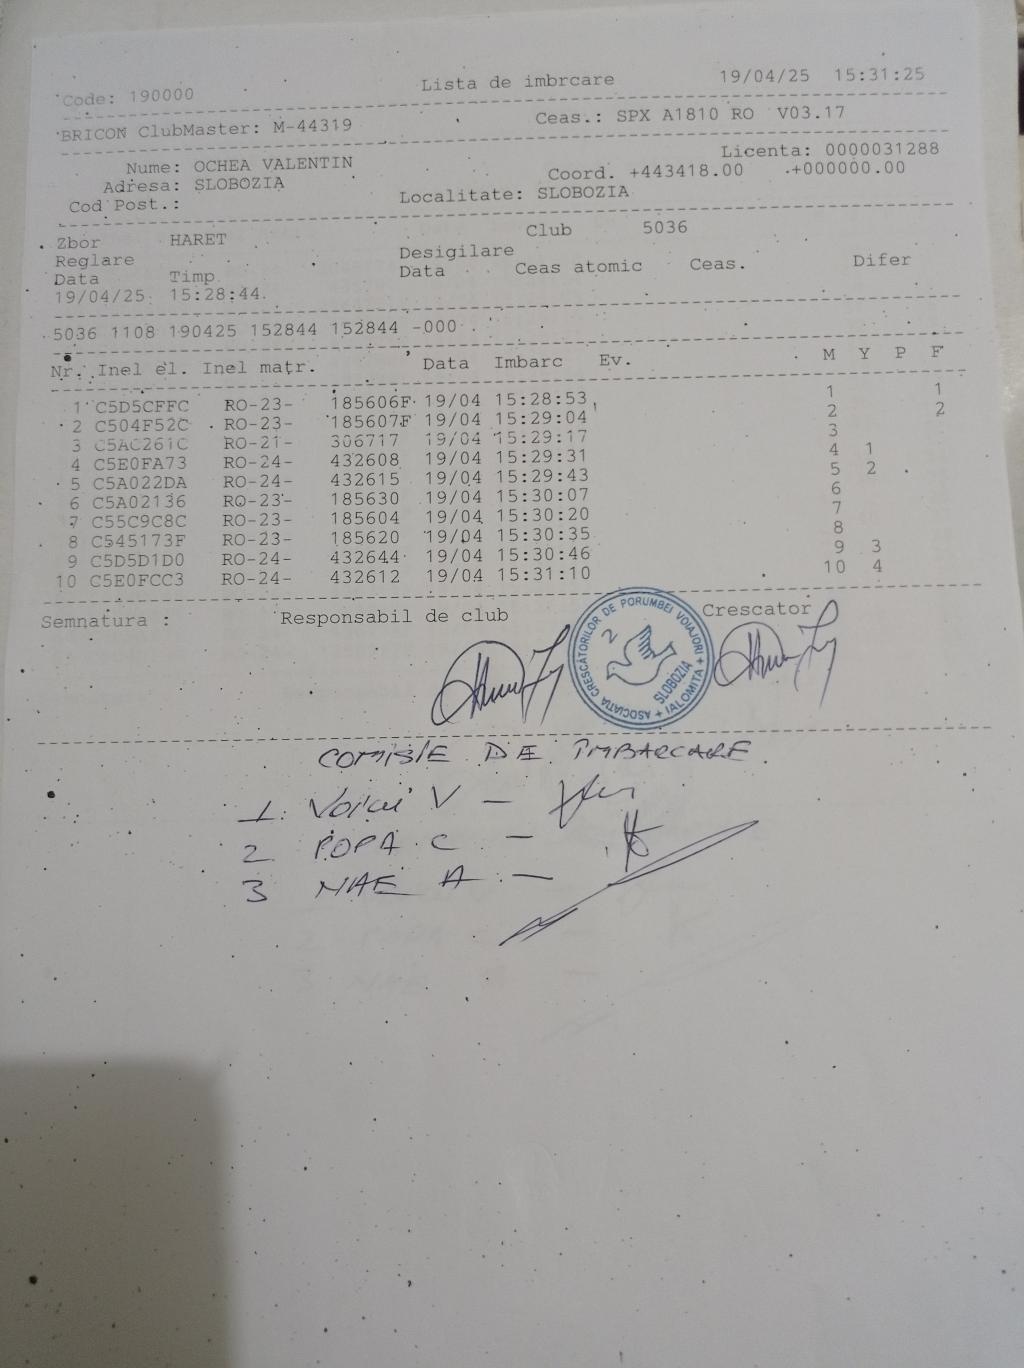 Code: 190000 Lista de imbrcare 19/04/25 15:31:25
BRICON ClubMaster: M-44319 Ceas.: SPX A1810 RO V03.17
Nume: OCHEA VALENTIN Licenta: 0000031288
Adresa: SLOBOZIA Coord. +443418.00 .+000000.00
Cod Post.: Localitate: SLOBOZIA
Zbor HARET Club 5036
Reglare Desigilare
Data Timp Data Ceas atomic Ceas. Difer
19/04/25 15:28:44
5036 1108 190425 152844 152844 -000
Nr. Inel el. Inel matr. Data Imbarc Ev. M Y P F
1 C5D5CFFC RO-23- 185606F 19/04 15:28:53 1 1
2 C504F52C RO-23- 185607F 19/04 15:29:04 2 2
3 C5AC261C RO-21- 306717 19/04 15:29:17 3
4 C5E0FA73 RO-24- 432608 19/04 15:29:31 4 1
5 C5A022DA RO-24- 432615 19/04 15:29:43 5 2
6 C5A02136 RO-23- 185630 19/04 15:30:07 6
7 C55C9C8C RO-23- 185604 19/04 15:30:20 7
8 C545173F RO-23- 185620 19/04 15:30:35 8
9 C5D5D1D0 RO-24- 432644 19/04 15:30:46 9 3
10 C5E0FCC3 RO-24- 432612 19/04 15:31:10 10 4
Semnatura : Responsabil de club Crescator
ASOCIATIA CRESCĂTORILOR DE PORUMBEI VOIAJORI + IALOMITA +
2
SLOBOZIA
COMISIE DE IMBARCARE
1. Voicu V -
2 POPA C -
3 NAE A. -